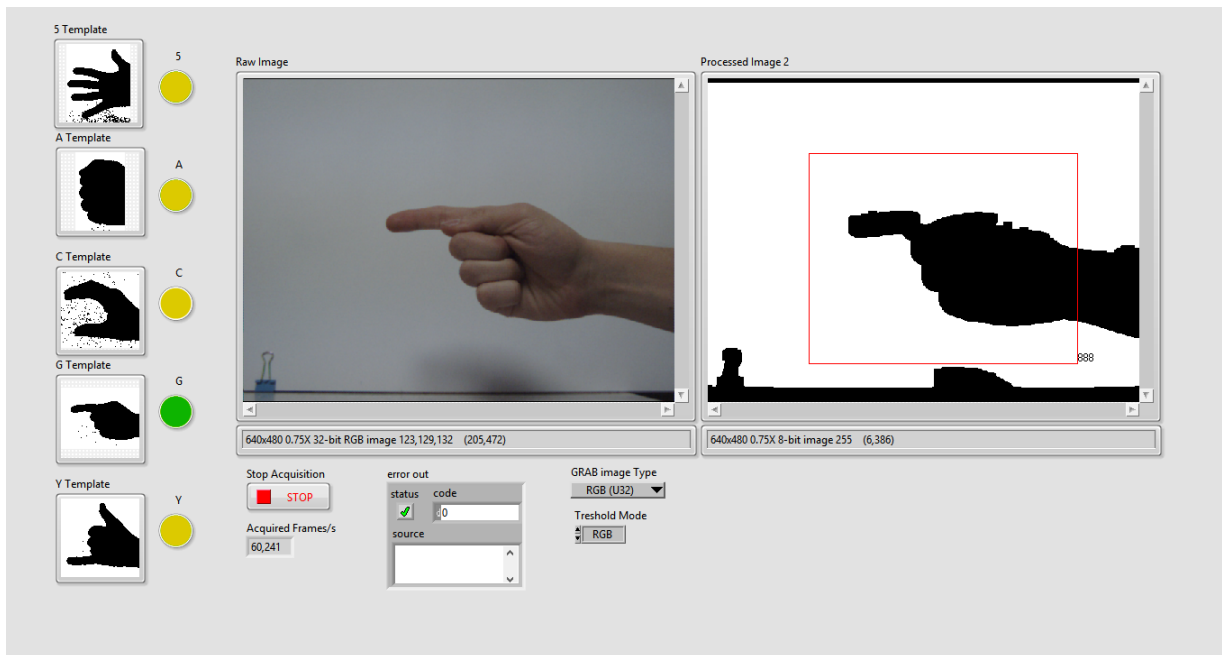 5 Template
5
A Template
A
C Template
C
G Template
G
Y Template
Y
Raw Image
640x480 0.75X 32-bit RGB image 123,129,132 (205,472)
Processed Image 2
888
640x480 0.75X 8-bit image 255 (6,386)
Stop Acquisition
STOP
Acquired Frames/s
60,241
error out
status code
0
source
GRAB image Type
RGB (U32)
Treshold Mode
RGB